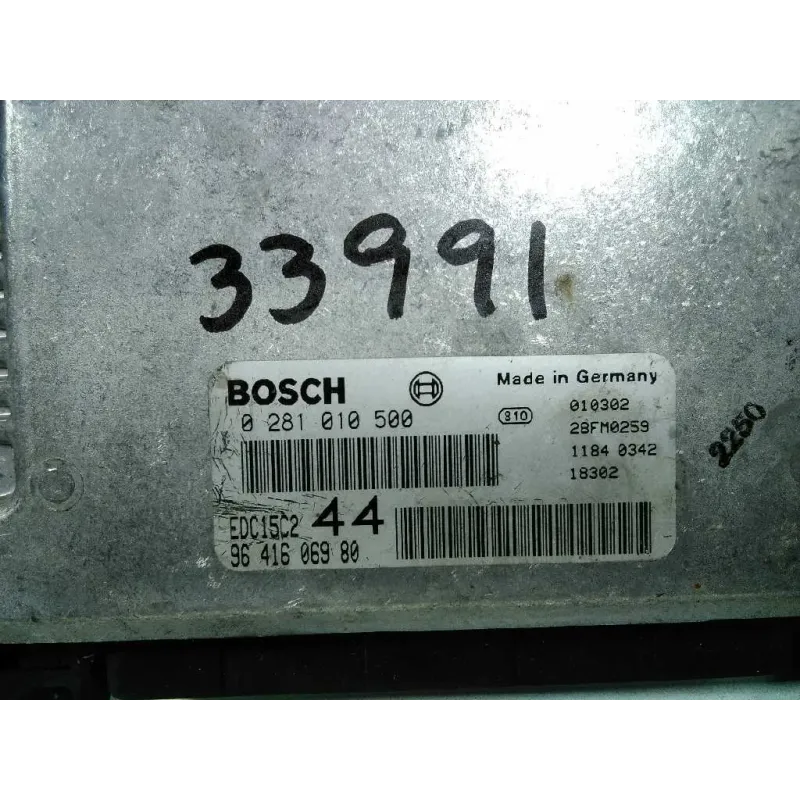 33991
BOSCH
Made in Germany
0 281 010 500
810
010302
28FM0259
1184 0342
18302
2250
EDC15C2 44
96 416 069 80